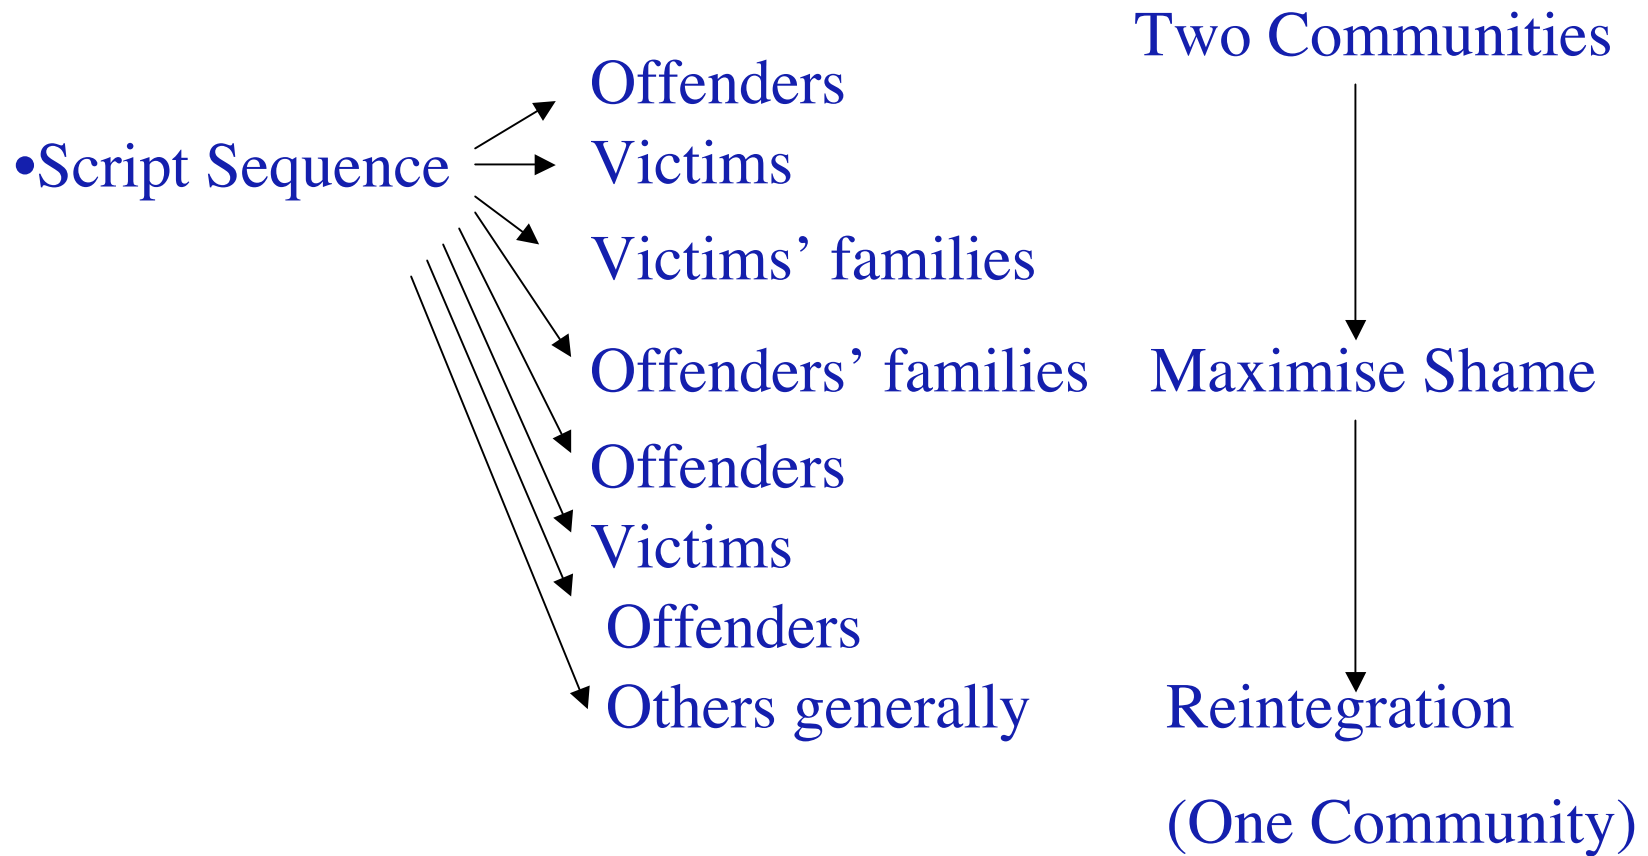 •Script Sequence
Offenders
Victims
Victims’ families
Offenders’ families
Offenders
Victims
Offenders
Others generally
Two Communities
Maximise Shame
Reintegration
(One Community)